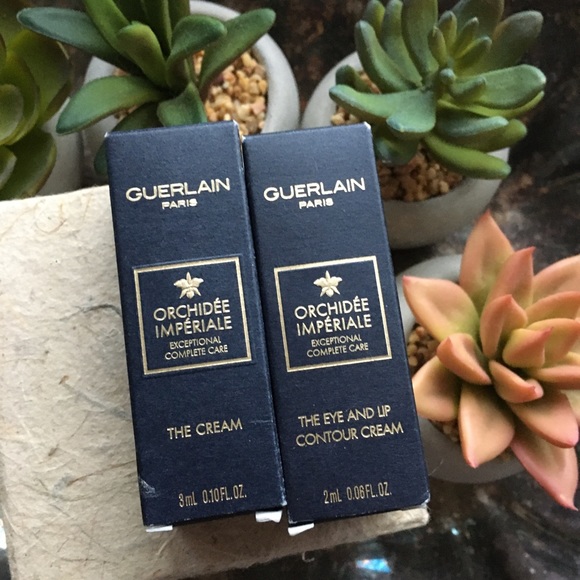 GUERLAIN
PARIS
ORCHIDÉE
IMPÉRIALE
EXCEPTIONAL
COMPLETE CARE
THE CREAM
3mL 0.10FL.OZ.
GUERLAIN
PARIS
ORCHIDÉE
IMPÉRIALE
EXCEPTIONAL
COMPLETE CARE
THE EYE AND LIP
CONTOUR CREAM
2mL 0.06FL.OZ.